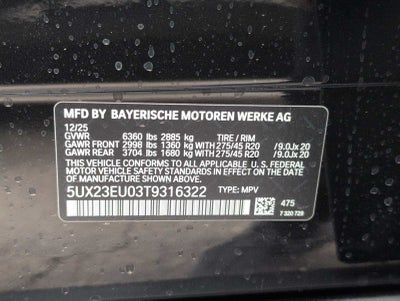 MFD BY BAYERISCHE MOTOREN WERKE AG
12/25
GVWR 6360 lbs 2885 kg TIRE / RIM
GAWR FRONT 2998 lbs 1360 kg WITH 275/45 R20 /9.0Jx 20
GAWR REAR 3704 lbs 1680 kg WITH 275/45 R20 /9.0Jx 20
THIS VEHICLE CONFORMS TO ALL APPLICABLE U. S. FEDERAL
MOTOR VEHICLE SAFETY STANDARDS IN EFFECT ON THE DATE OF
MANUFACTURE SHOWN ABOVE.
5UX23EU03T9316322 TYPE: MPV
475
7 320 729